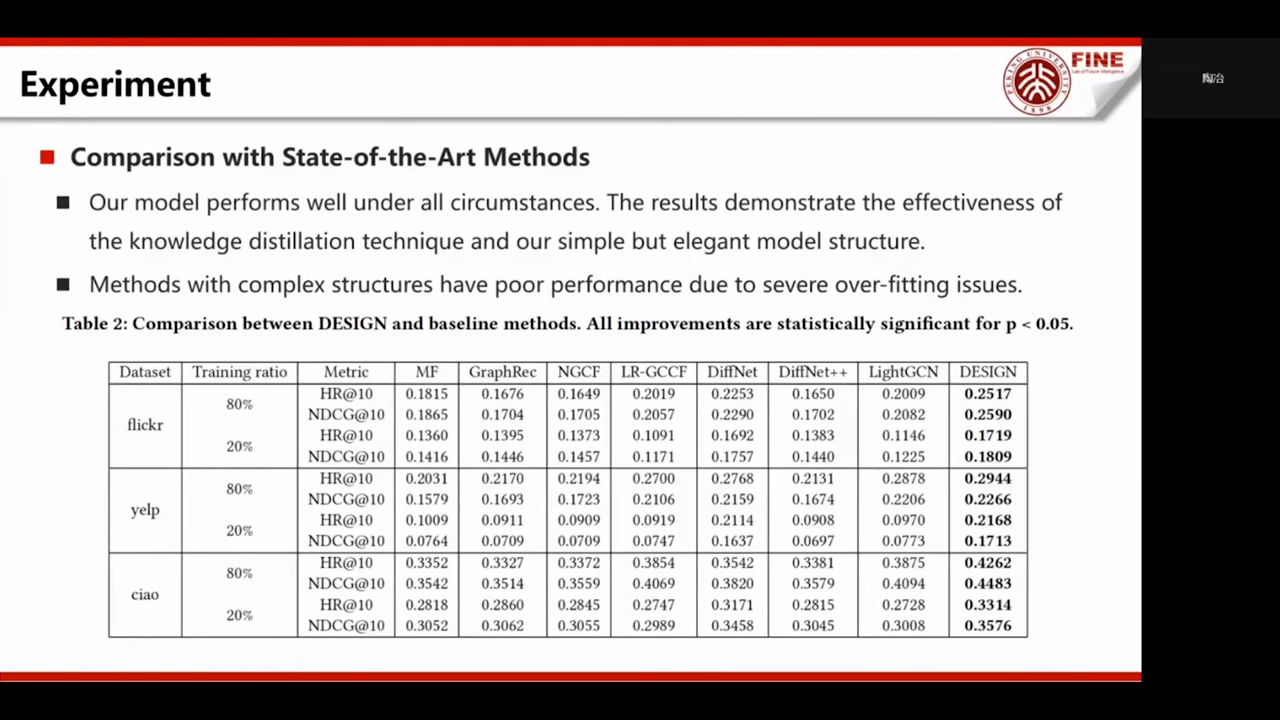 Experiment
PEKING UNIVERSITY
1898
FINE
Lab of Future Intelligence
陶冶
Comparison with State-of-the-Art Methods
Our model performs well under all circumstances. The results demonstrate the effectiveness of
the knowledge distillation technique and our simple but elegant model structure.
Methods with complex structures have poor performance due to severe over-fitting issues.
Table 2: Comparison between DESIGN and baseline methods. All improvements are statistically significant for p < 0.05.
Dataset Training ratio Metric MF GraphRec NGCF LR-GCCF DiffNet DiffNet++ LightGCN DESIGN
flickr 80% HR@10 0.1815 0.1676 0.1649 0.2019 0.2253 0.1650 0.2009 0.2517
NDCG@10 0.1865 0.1704 0.1705 0.2057 0.2290 0.1702 0.2082 0.2590
20% HR@10 0.1360 0.1395 0.1373 0.1091 0.1692 0.1383 0.1146 0.1719
NDCG@10 0.1416 0.1446 0.1457 0.1171 0.1757 0.1440 0.1225 0.1809
yelp 80% HR@10 0.2031 0.2170 0.2194 0.2700 0.2768 0.2131 0.2878 0.2944
NDCG@10 0.1579 0.1693 0.1723 0.2106 0.2159 0.1674 0.2206 0.2266
20% HR@10 0.1009 0.0911 0.0909 0.0919 0.2114 0.0908 0.0970 0.2168
NDCG@10 0.0764 0.0709 0.0709 0.0747 0.1637 0.0697 0.0773 0.1713
ciao 80% HR@10 0.3352 0.3327 0.3372 0.3854 0.3542 0.3381 0.3875 0.4262
NDCG@10 0.3542 0.3514 0.3559 0.4069 0.3820 0.3579 0.4094 0.4483
20% HR@10 0.2818 0.2860 0.2845 0.2747 0.3171 0.2815 0.2728 0.3314
NDCG@10 0.3052 0.3062 0.3055 0.2989 0.3458 0.3045 0.3008 0.3576